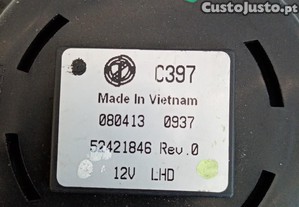 CustoJusto.pt
C397
Made In Vietnam
080413 0937
52421846 Rev.0
12V LHD